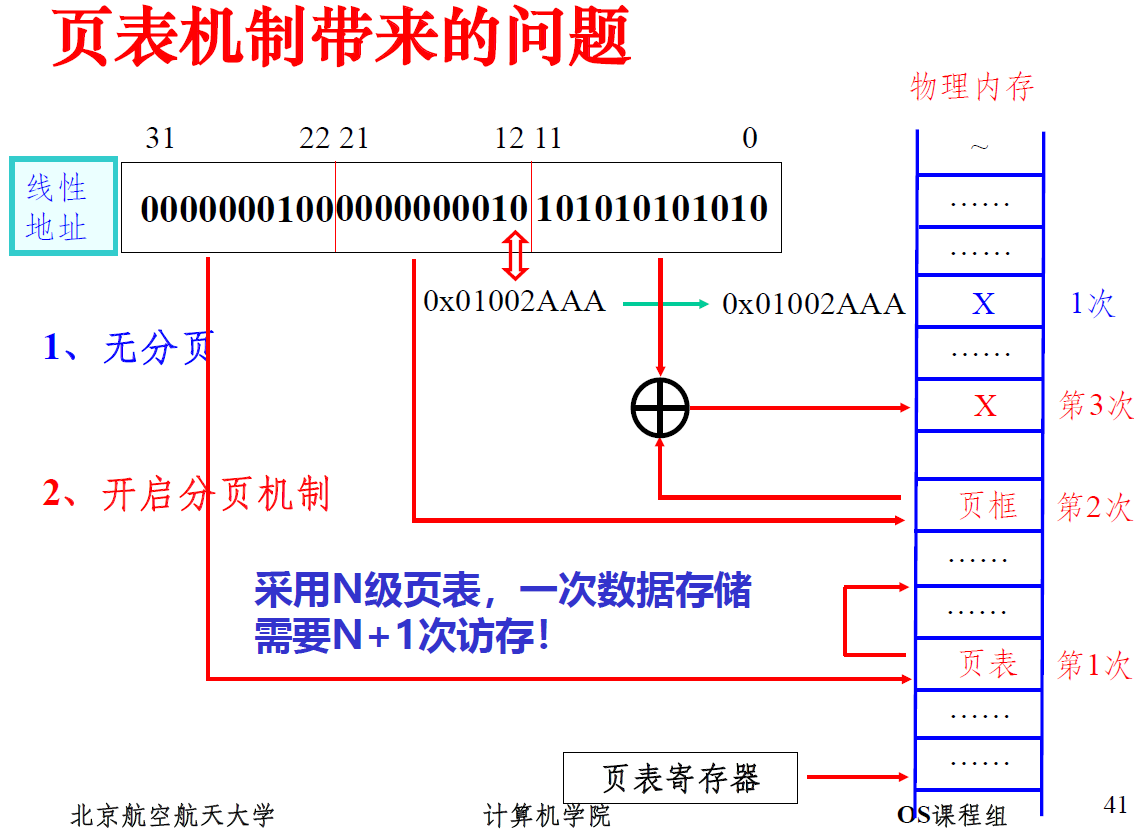 页表机制带来的问题
物理内存
31 22 21 12 11 0
~
线性
地址
0000000100 0000000010 101010101010
……
……
0x01002AAA 0x01002AAA X 1次
1、无分页
……
X 第3次
2、开启分页机制
页框 第2次
……
采用N级页表，一次数据存储
需要N+1次访存！
……
页表 第1次
……
页表寄存器
……
北京航空航天大学 计算机学院 OS课程组 41